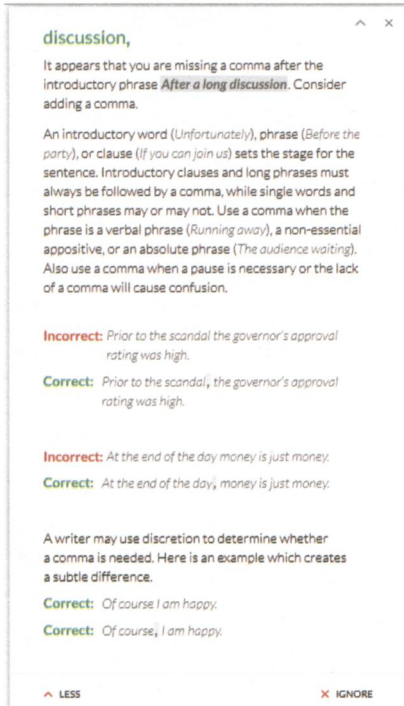 discussion,
It appears that you are missing a comma after the
introductory phrase After a long discussion. Consider
adding a comma.
An introductory word (Unfortunately), phrase (Before the
party), or clause (If you can join us) sets the stage for the
sentence. Introductory clauses and long phrases must
always be followed by a comma, while single words and
short phrases may or may not. Use a comma when the
phrase is a verbal phrase (Running away), a non-essential
appositive, or an absolute phrase (The audience waiting).
Also use a comma when a pause is necessary or the lack
of a comma will cause confusion.
Incorrect: Prior to the scandal the governor's approval
rating was high.
Correct: Prior to the scandal, the governor's approval
rating was high.
Incorrect: At the end of the day money is just money.
Correct: At the end of the day, money is just money.
A writer may use discretion to determine whether
a comma is needed. Here is an example which creates
a subtle difference.
Correct: Of course I am happy.
Correct: Of course, I am happy.
LESS
IGNORE